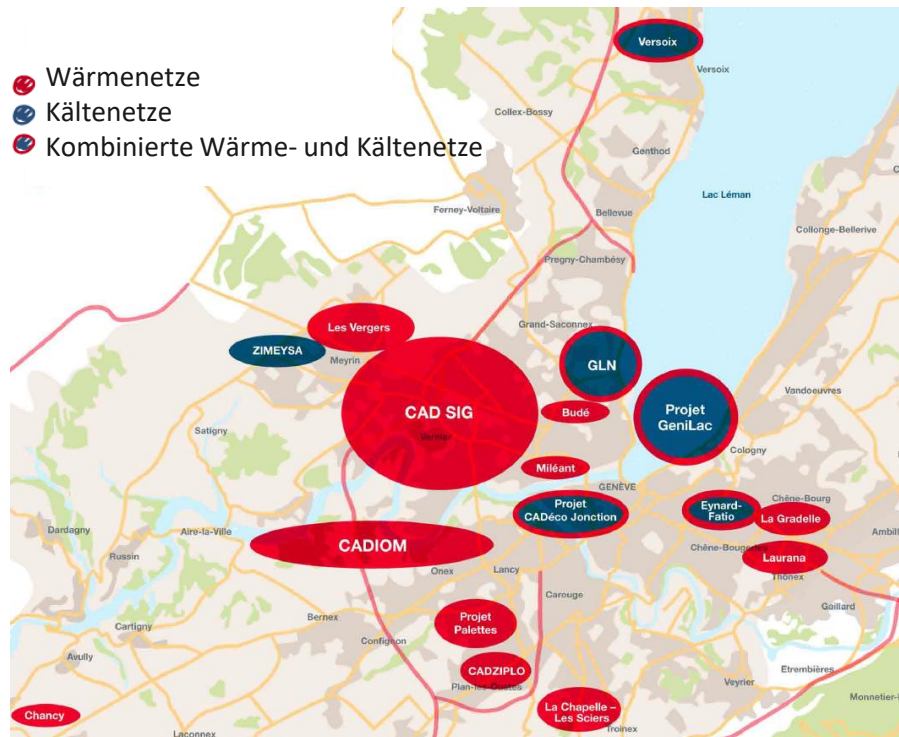 Wärmenetze
Kältenetze
Kombinierte Wärme- und Kältenetze
Versoix
Versoix
Collex-Bossy
Genthod
Lac Léman
Ferney-Voltaire
Bellevue
Collonge-Bellerive
Pregny-Chambésy
Grand-Saconnex
Les Vergers
ZIMEYSA
Meyrin
GLN
Vandoeuvres
CAD SIG
Budé
Projet
GeniLac
Vernier
Satigny
Cologny
Miléant
GENÈVE
Projet
CADéco Jonction
Eynard-
Fatio
Chêne-Bourg
La Gradelle
Dardagny
Aire-la-Ville
Ambill
CADIOM
Chêne-Bougeries
Laurana
Russin
Onex
Lancy
Thônex
Carouge
Gaillard
Bernex
Projet
Palettes
Cartigny
Confignon
Avully
CADZIPLO
Etrembières
Plan-les-Ouates
Veyrier
Monnetier-
Chancy
La Chapelle –
Les Sciers
Laconnex
Troinex